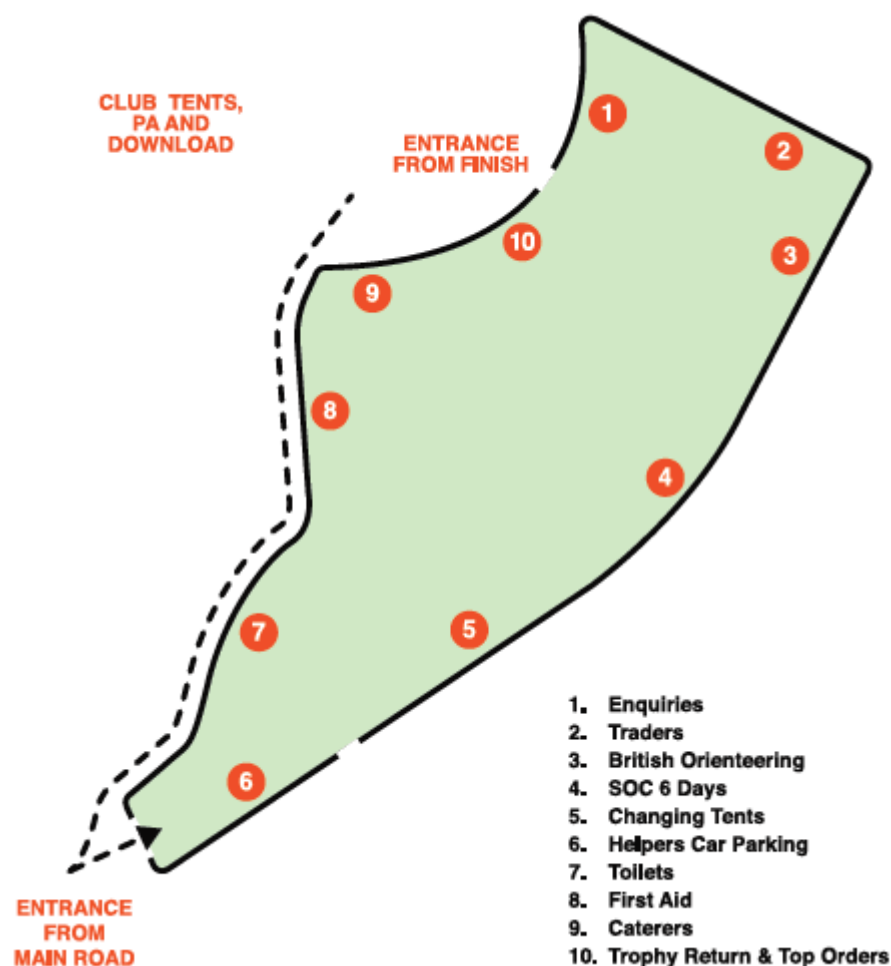 CLUB TENTS,
PA AND
DOWNLOAD
ENTRANCE
FROM FINISH
1
2
3
10
9
8
4
7
5
6
ENTRANCE
FROM
MAIN ROAD
1. Enquiries
2. Traders
3. British Orienteering
4. SOC 6 Days
5. Changing Tents
6. Helpers Car Parking
7. Toilets
8. First Aid
9. Caterers
10. Trophy Return & Top Orders